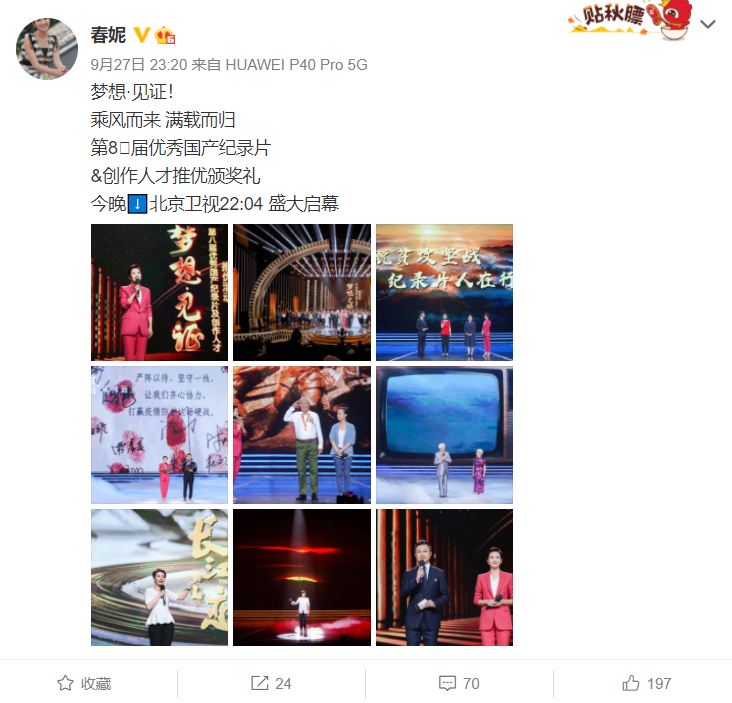 贴秋膘
春妮
9月27日 23:20 来自 HUAWEI P40 Pro 5G
梦想·见证!
乘风而来 满载而归
第8届优秀国产纪录片
&创作人才推优颁奖礼
今晚⬇️北京卫视22:04 盛大启幕
梦想·见证
第八届优秀国产纪录片及创作人才
脱贫攻坚战
纪录片人在行
严阵以待、坚守一线，
让我们齐心协力，
打赢疫情防
硬战。
长江
收藏
24
70
197